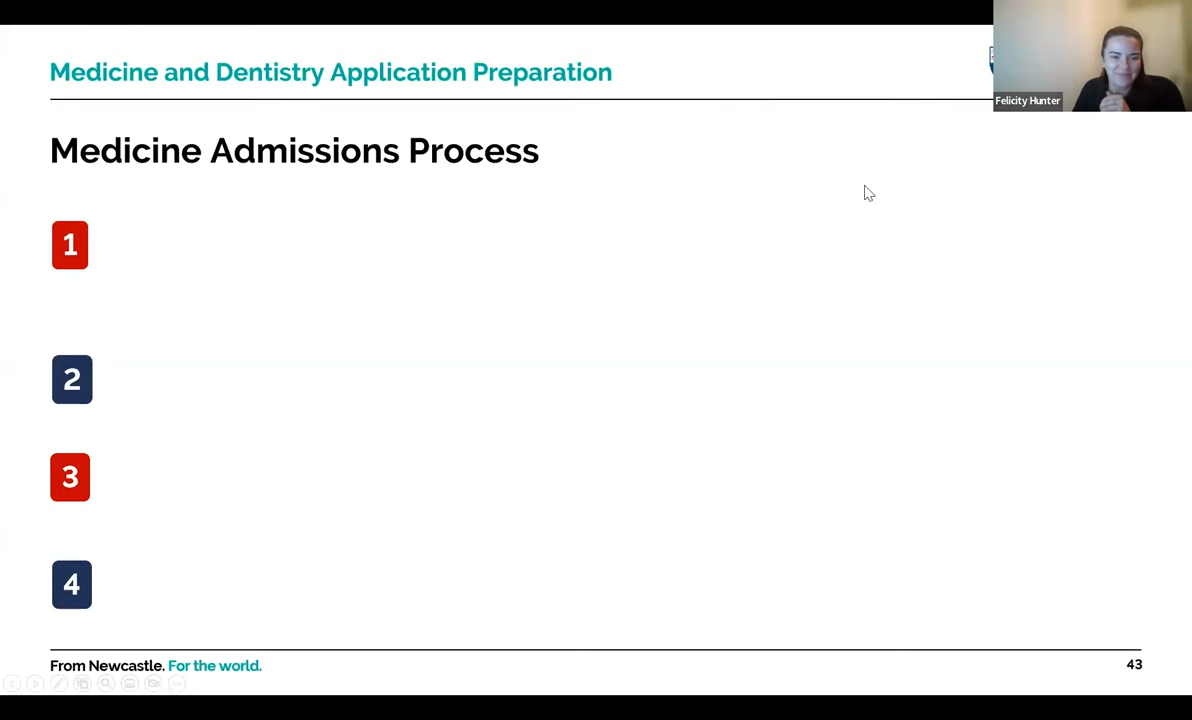 Medicine and Dentistry Application Preparation
Felicity Hunter
Medicine Admissions Process
1
2
3
4
From Newcastle. For the world.
43